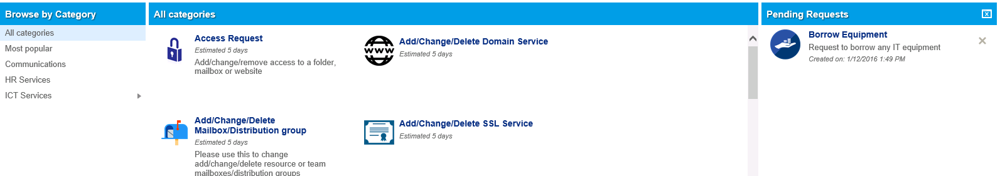 Browse by Category
All categories
Most popular
Communications
HR Services
ICT Services
All categories
Access Request
Estimated 5 days
Add/change/remove access to a folder,
mailbox or website
www
Add/Change/Delete Domain Service
Estimated 5 days
Add/Change/Delete
Mailbox/Distribution group
Estimated 5 days
Please use this to change
add/change/delete resource or team
mailboxes/distribution groups
Add/Change/Delete SSL Service
Estimated 5 days
Pending Requests
Borrow Equipment
Request to borrow any IT equipment
Created on: 1/12/2016 1:49 PM